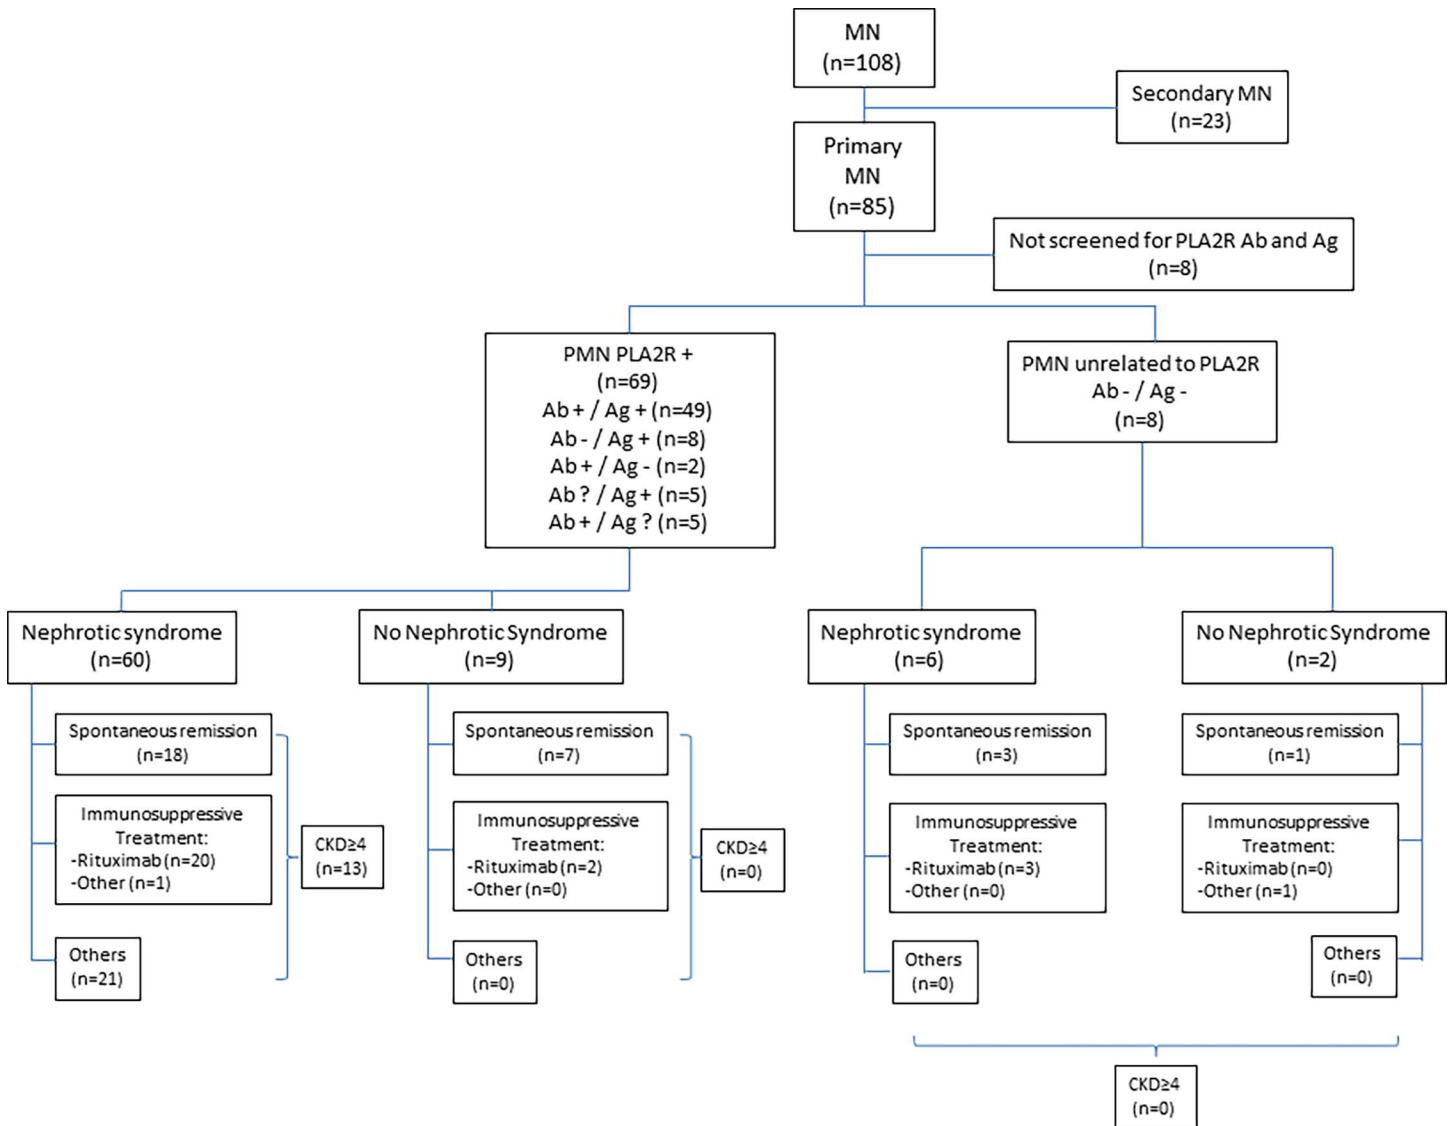 MN
(n=108)
Secondary MN
(n=23)
Primary
MN
(n=85)
Not screened for PLA2R Ab and Ag
(n=8)
PMN PLA2R +
(n=69)
Ab + / Ag + (n=49)
Ab - / Ag + (n=8)
Ab + / Ag - (n=2)
Ab ? / Ag + (n=5)
Ab + / Ag ? (n=5)
PMN unrelated to PLA2R
Ab - / Ag -
(n=8)
Nephrotic syndrome
(n=60)
No Nephrotic Syndrome
(n=9)
Nephrotic syndrome
(n=6)
No Nephrotic Syndrome
(n=2)
Spontaneous remission
(n=18)
Immunosuppressive
Treatment:
-Rituximab (n=20)
-Other (n=1)
Others
(n=21)
CKD≥4
(n=13)
Spontaneous remission
(n=7)
Immunosuppressive
Treatment:
-Rituximab (n=2)
-Other (n=0)
Others
(n=0)
CKD≥4
(n=0)
Spontaneous remission
(n=3)
Immunosuppressive
Treatment:
-Rituximab (n=3)
-Other (n=0)
Others
(n=0)
Spontaneous remission
(n=1)
Immunosuppressive
Treatment:
-Rituximab (n=0)
-Other (n=1)
Others
(n=0)
CKD≥4
(n=0)